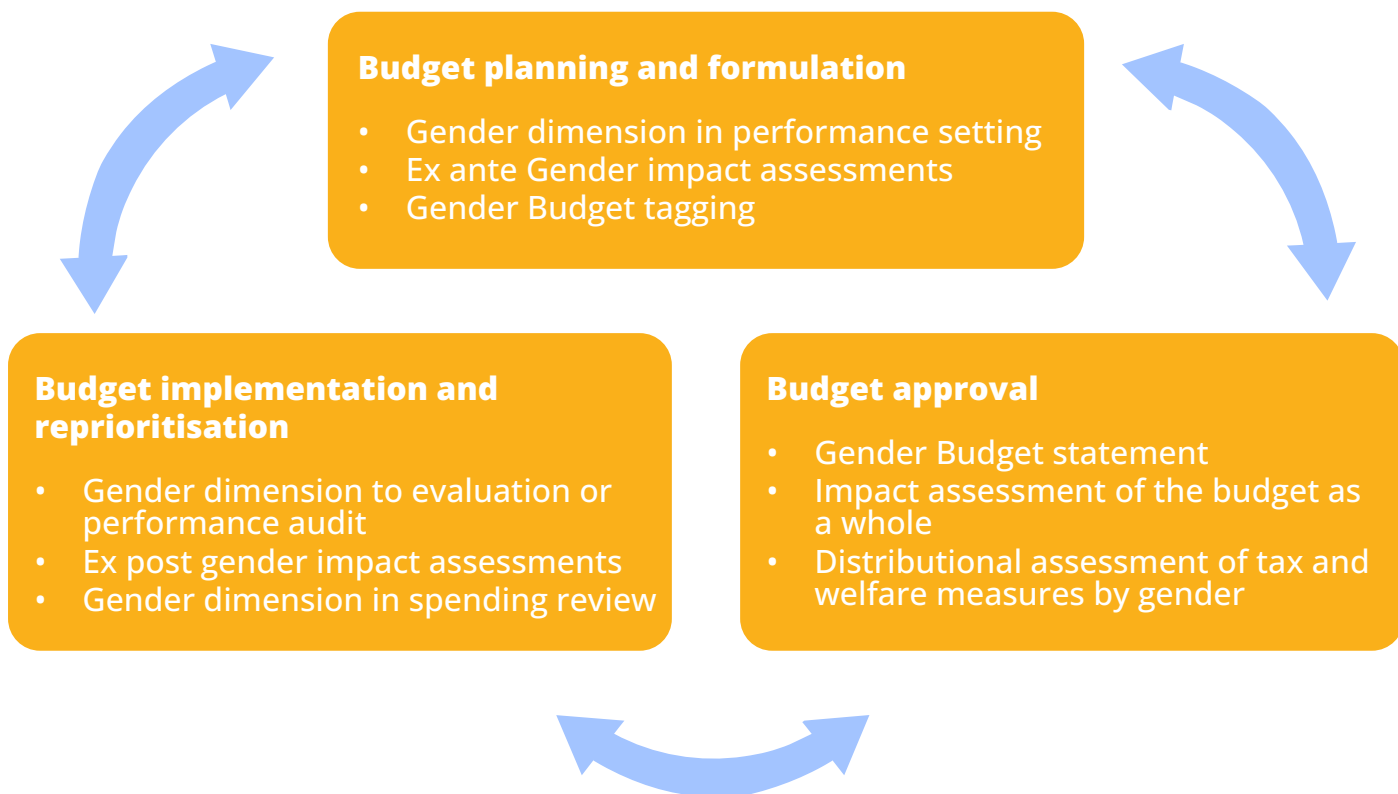 Budget planning and formulation
• Gender dimension in performance setting
• Ex ante Gender impact assessments
• Gender Budget tagging
Budget implementation and
reprioritisation
• Gender dimension to evaluation or
performance audit
• Ex post gender impact assessments
• Gender dimension in spending review
Budget approval
• Gender Budget statement
• Impact assessment of the budget as
a whole
• Distributional assessment of tax and
welfare measures by gender